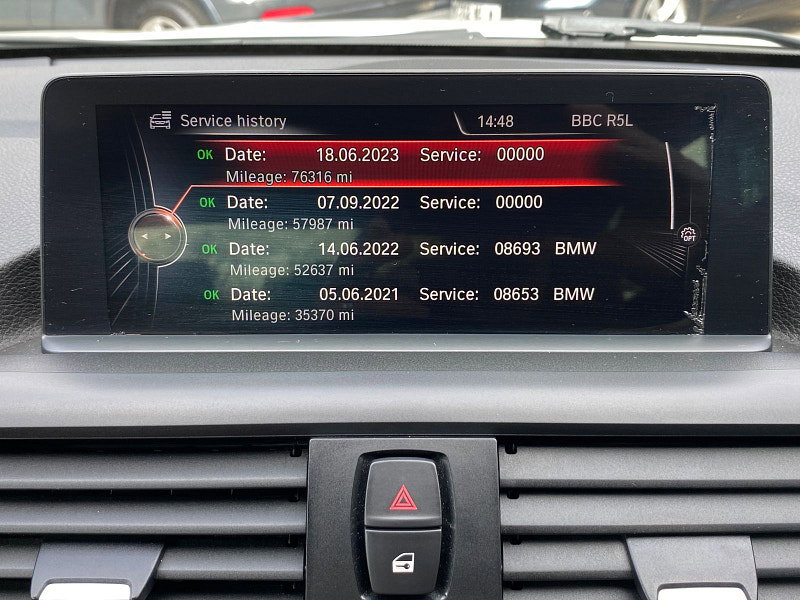 Service history 14:48 BBC R5L
OK Date: 18.06.2023 Service: 00000
Mileage: 76316 mi
OK Date: 07.09.2022 Service: 00000
Mileage: 57987 mi
OK Date: 14.06.2022 Service: 08693 BMW
Mileage: 52637 mi
OPT
OK Date: 05.06.2021 Service: 08653 BMW
Mileage: 35370 mi